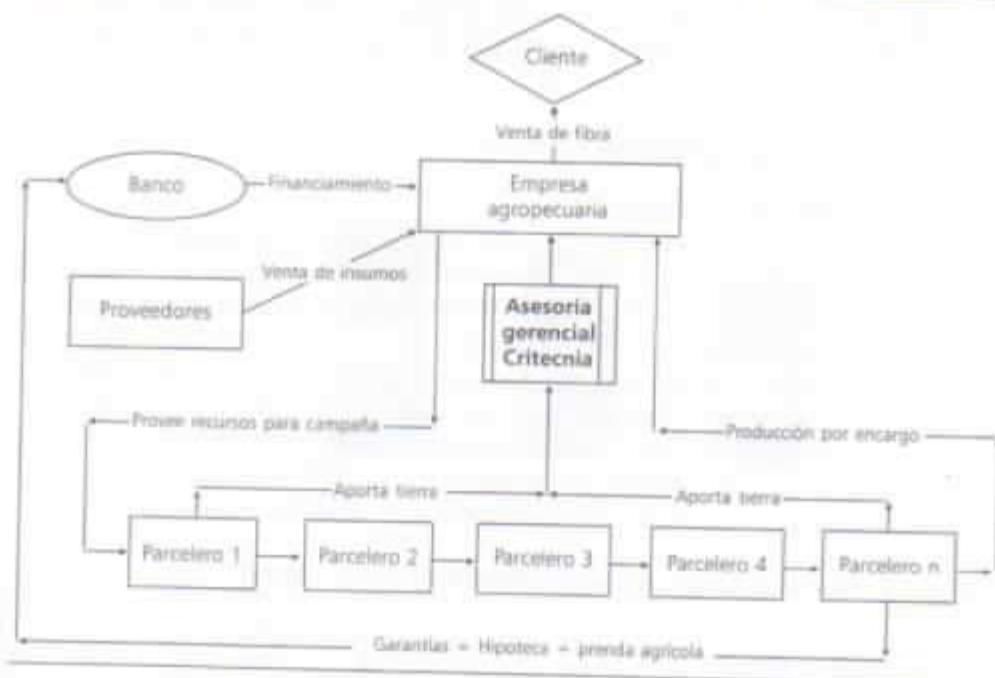 Cliente
Venta de fibra
Banco
Financiamiento
Empresa
agropecuaria
Venta de insumos
Proveedores
Asesoria
gerencial
Critecnia
Provee recursos para campaña
Producción por encargo
Aporta tierra
Aporta tierra
Parcelero 1
Parcelero 2
Parcelero 3
Parcelero 4
Parcelero n
Garantías - Hipoteca - prenda agrícola